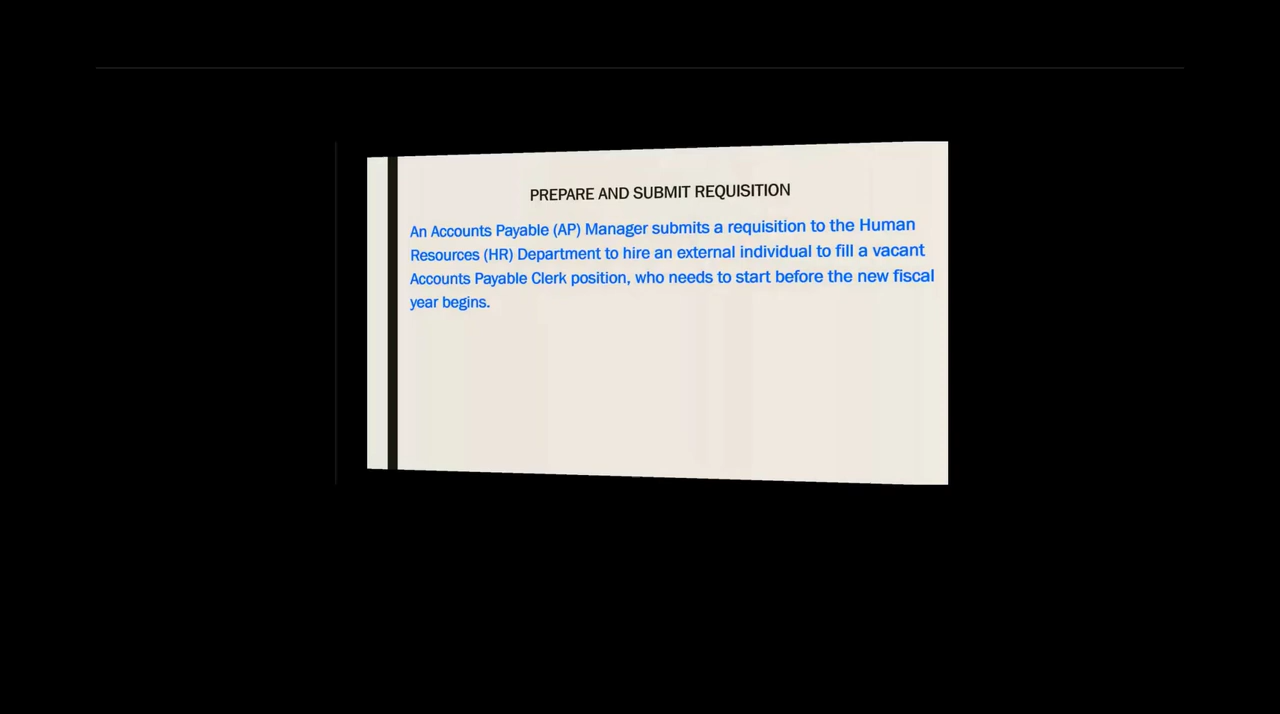 PREPARE AND SUBMIT REQUISITION
An Accounts Payable (AP) Manager submits a requisition to the Human
Resources (HR) Department to hire an external individual to fill a vacant
Accounts Payable Clerk position, who needs to start before the new fiscal
year begins.